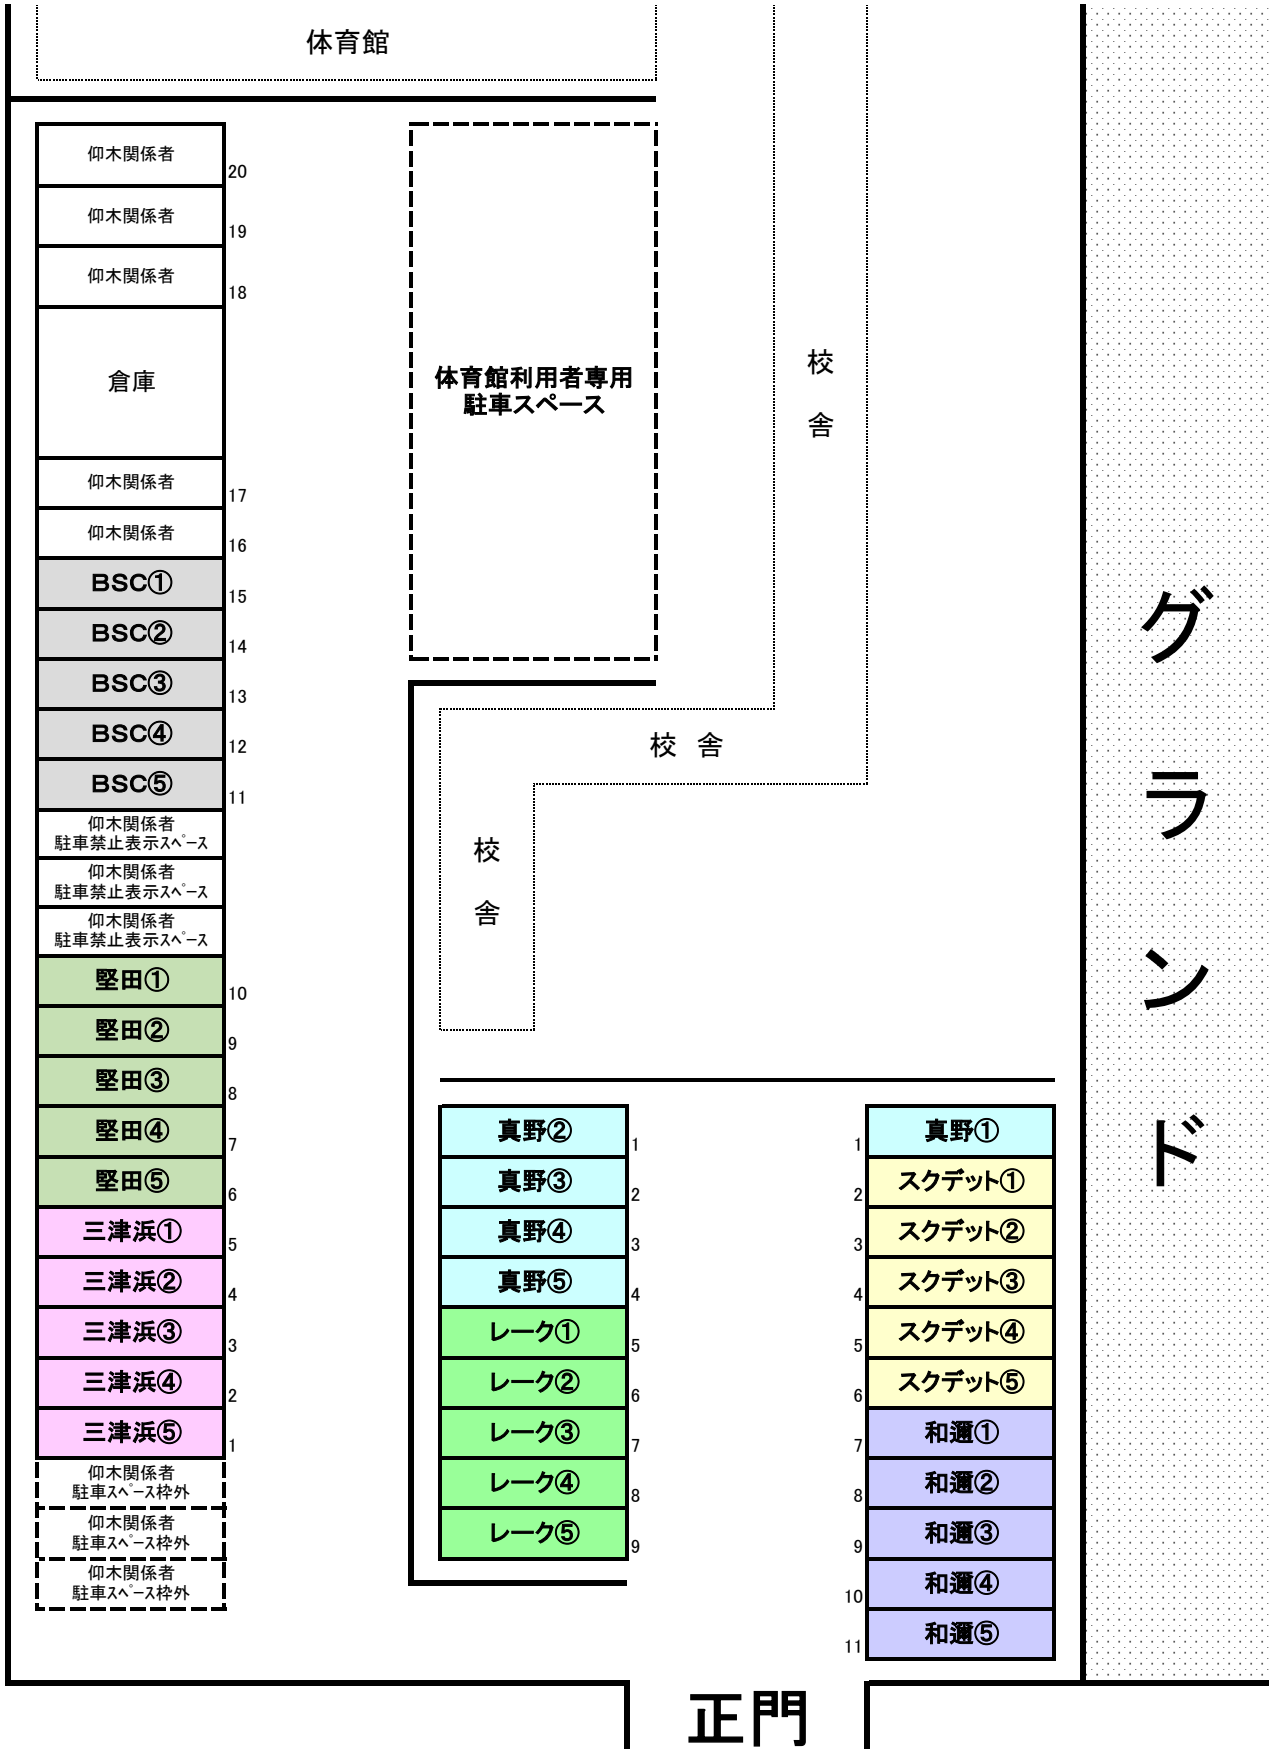 体育館
仰木関係者
20
仰木関係者
19
仰木関係者
18
倉庫
仰木関係者
17
仰木関係者
16
BSC①
15
BSC②
14
BSC③
13
BSC④
12
BSC⑤
11
仰木関係者
駐車禁止表示スペース
仰木関係者
駐車禁止表示スペース
仰木関係者
駐車禁止表示スペース
堅田①
10
堅田②
9
堅田③
8
堅田④
7
堅田⑤
6
三津浜①
5
三津浜②
4
三津浜③
3
三津浜④
2
三津浜⑤
1
仰木関係者
駐車スペース枠外
仰木関係者
駐車スペース枠外
仰木関係者
駐車スペース枠外
体育館利用者専用
駐車スペース
校
舎
校 舎
校
舎
真野②
1
真野③
2
真野④
3
真野⑤
4
レーク①
5
レーク②
6
レーク③
7
レーク④
8
レーク⑤
9
1
真野①
2
スクデット①
3
スクデット②
4
スクデット③
5
スクデット④
6
スクデット⑤
7
和邇①
8
和邇②
9
和邇③
10
和邇④
11
和邇⑤
グランド
正門